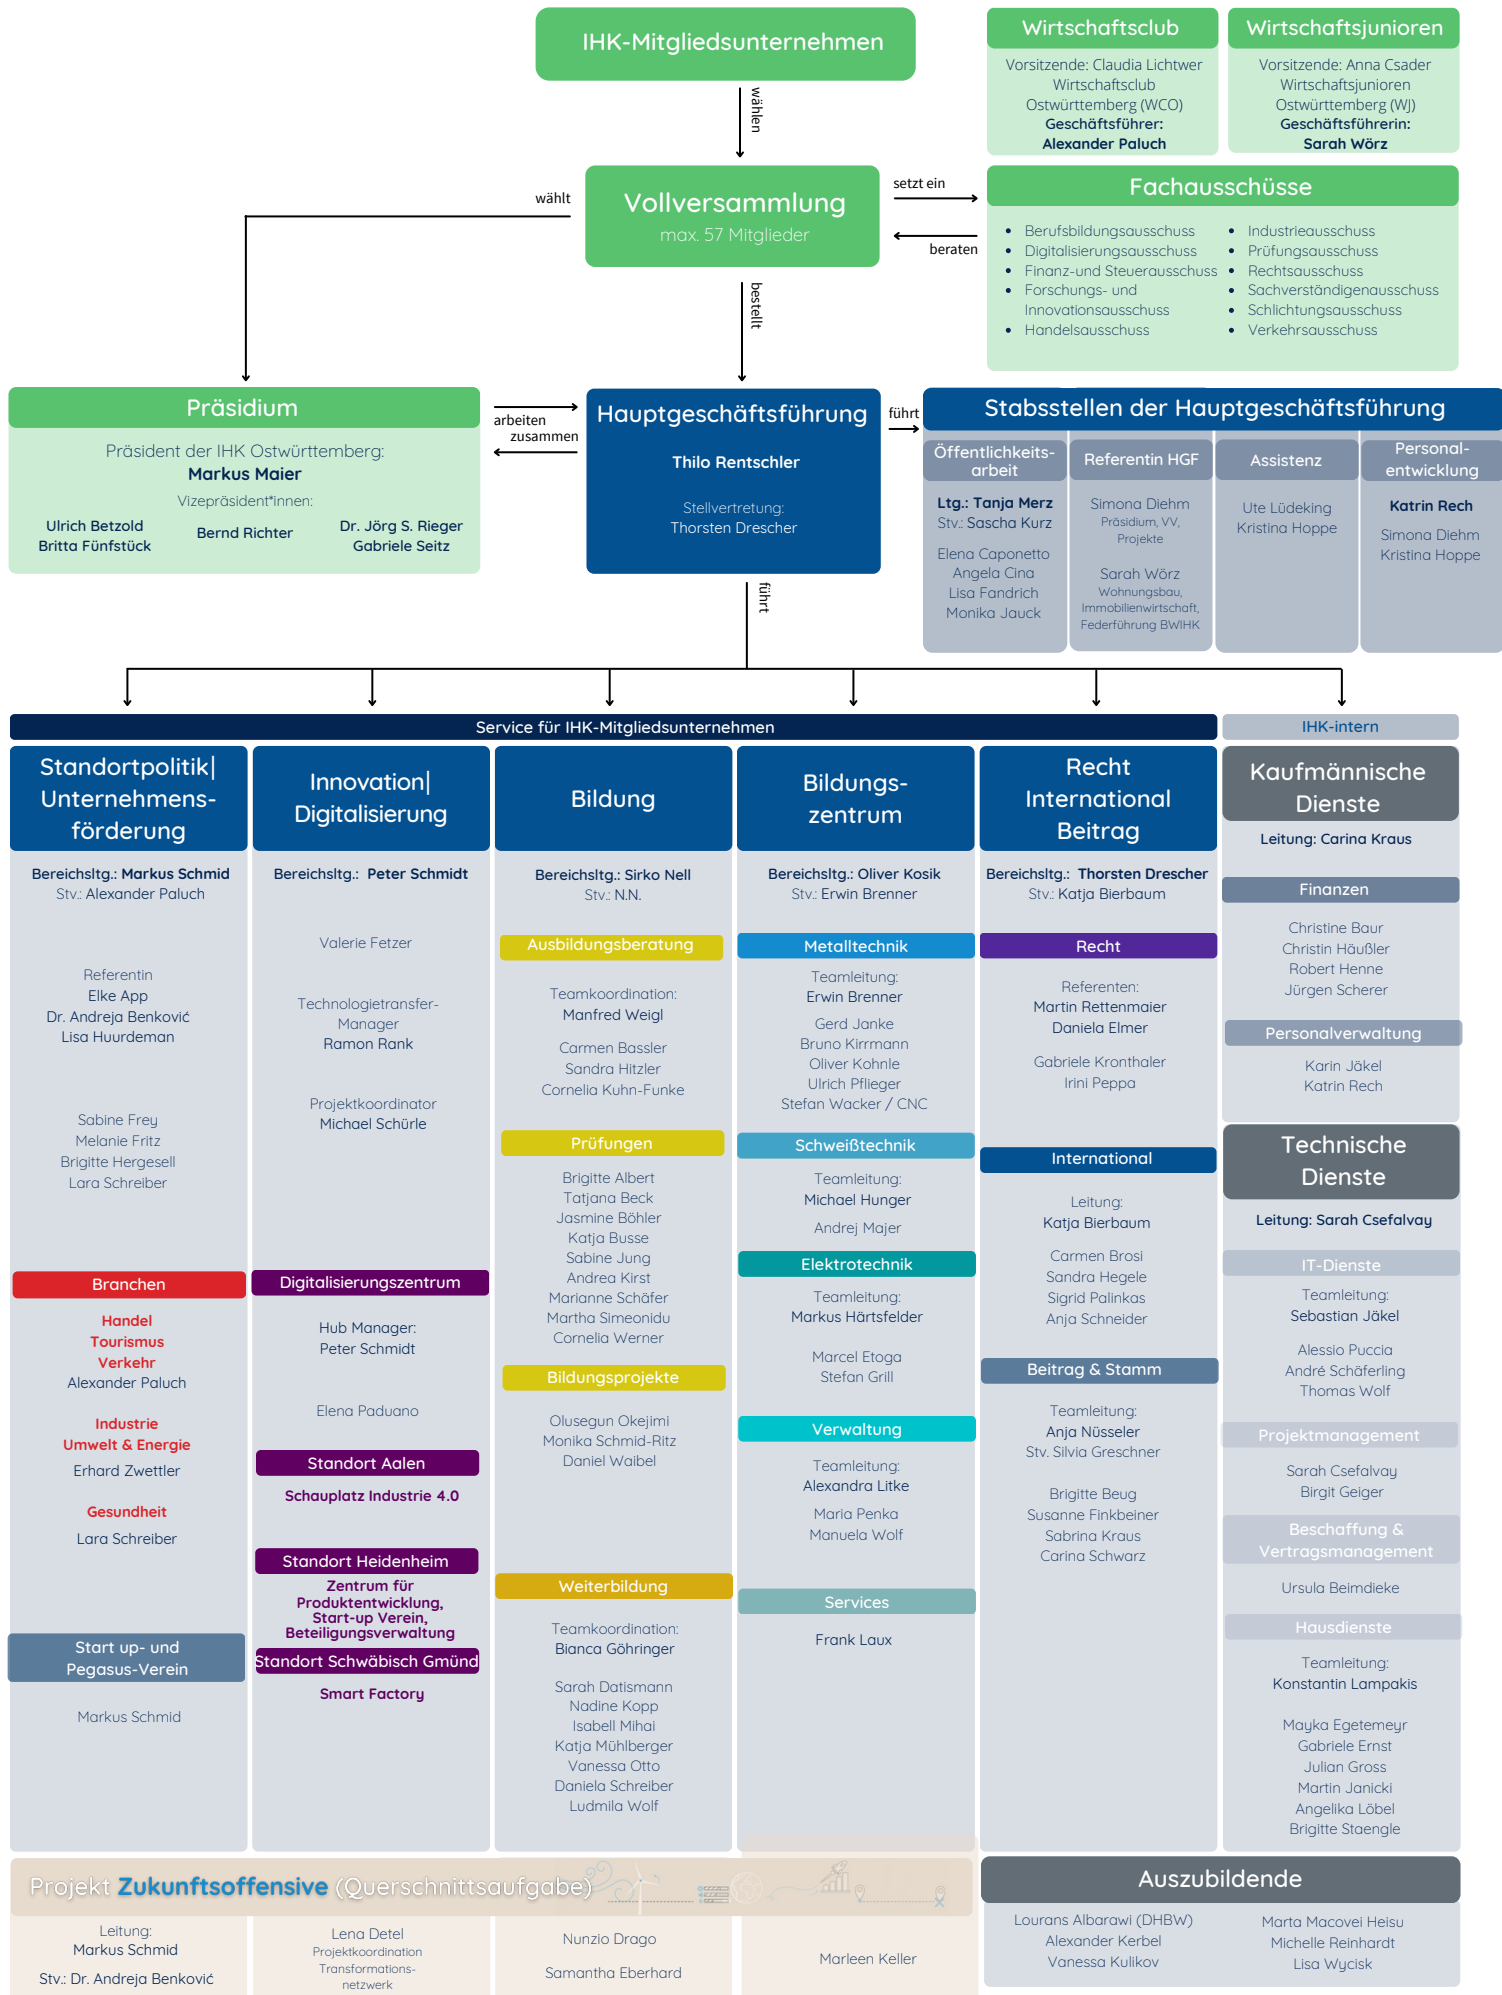 IHK-Mitgliedsunternehmen
wählen
Wirtschaftsclub
Vorsitzende: Claudia Lichtwer
Wirtschaftsclub
Ostwürttemberg (WCO)
Geschäftsführer:
Alexander Paluch
Wirtschaftsjunioren
Vorsitzende: Anna Csader
Wirtschaftsjunioren
Ostwürttemberg (WJ)
Geschäftsführerin:
Sarah Wörz
wählt
Vollversammlung
max. 57 Mitglieder
setzt ein
beraten
bestellt
Fachausschüsse
• Berufsbildungsausschuss
• Digitalisierungsausschuss
• Finanz-und Steuerausschuss
• Forschungs- und
Innovationsausschuss
• Handelsausschuss
• Industrieausschuss
• Prüfungsausschuss
• Rechtsausschuss
• Sachverständigenausschuss
• Schlichtungsausschuss
• Verkehrsausschuss
Präsidium
Präsident der IHK Ostwürttemberg:
Markus Maier
Vizepräsident*innen:
Ulrich Betzold
Britta Fünfstück
Bernd Richter
Dr. Jörg S. Rieger
Gabriele Seitz
arbeiten
zusammen
Hauptgeschäftsführung
Thilo Rentschler
Stellvertretung:
Thorsten Drescher
führt
führt
Stabsstellen der Hauptgeschäftsführung
Öffentlichkeits-
arbeit
Ltg.: Tanja Merz
Stv.: Sascha Kurz
Elena Caponetto
Angela Cina
Lisa Fandrich
Monika Jauck
Referentin HGF
Simona Diehm
Präsidium, VV,
Projekte
Sarah Wörz
Wohnungsbau,
Immobilienwirtschaft,
Federführung BWIHK
Assistenz
Ute Lüdeking
Kristina Hoppe
Personal-
entwicklung
Katrin Rech
Simona Diehm
Kristina Hoppe
Service für IHK-Mitgliedsunternehmen
IHK-intern
Standortpolitik|
Unternehmens-
förderung
Bereichsltg.: Markus Schmid
Stv.: Alexander Paluch
Referentin
Elke App
Dr. Andreja Benković
Lisa Huurdeman
Sabine Frey
Melanie Fritz
Brigitte Hergesell
Lara Schreiber
Branchen
Handel
Tourismus
Verkehr
Alexander Paluch
Industrie
Umwelt & Energie
Erhard Zwettler
Gesundheit
Lara Schreiber
Start up- und
Pegasus-Verein
Markus Schmid
Innovation|
Digitalisierung
Bereichsltg.: Peter Schmidt
Valerie Fetzer
Technologietransfer-
Manager
Ramon Rank
Projektkoordinator
Michael Schürle
Digitalisierungszentrum
Hub Manager:
Peter Schmidt
Elena Paduano
Standort Aalen
Schauplatz Industrie 4.0
Standort Heidenheim
Zentrum für
Produktentwicklung,
Start-up Verein,
Beteiligungsverwaltung
Standort Schwäbisch Gmünd
Smart Factory
Bildung
Bereichsltg.: Sirko Nell
Stv.: N.N.
Ausbildungsberatung
Teamkoordination:
Manfred Weigl
Carmen Bassler
Sandra Hitzler
Cornelia Kuhn-Funke
Prüfungen
Brigitte Albert
Tatjana Beck
Jasmine Böhler
Katja Busse
Sabine Jung
Andrea Kirst
Marianne Schäfer
Martha Simeonidu
Cornelia Werner
Bildungsprojekte
Olusegun Okejimi
Monika Schmid-Ritz
Daniel Waibel
Weiterbildung
Teamkoordination:
Bianca Göhringer
Sarah Datismann
Nadine Kopp
Isabell Mihai
Katja Mühlberger
Vanessa Otto
Daniela Schreiber
Ludmila Wolf
Bildungs-
zentrum
Bereichsltg.: Oliver Kosik
Stv.: Erwin Brenner
Metalltechnik
Teamleitung:
Erwin Brenner
Gerd Janke
Bruno Kirrmann
Oliver Kohnle
Ulrich Pflieger
Stefan Wacker / CNC
Schweißtechnik
Teamleitung:
Michael Hunger
Andrej Majer
Elektrotechnik
Teamleitung:
Markus Härtsfelder
Marcel Etoga
Stefan Grill
Verwaltung
Teamleitung:
Alexandra Litke
Maria Penka
Manuela Wolf
Services
Frank Laux
Recht
International
Beitrag
Bereichsltg.: Thorsten Drescher
Stv.: Katja Bierbaum
Recht
Referenten:
Martin Rettenmaier
Daniela Elmer
Gabriele Kronthaler
Irini Peppa
International
Leitung:
Katja Bierbaum
Carmen Brosi
Sandra Hegele
Sigrid Palinkas
Anja Schneider
Beitrag & Stamm
Teamleitung:
Anja Nüsseler
Stv. Silvia Greschner
Brigitte Beug
Susanne Finkbeiner
Sabrina Kraus
Carina Schwarz
Kaufmännische
Dienste
Leitung: Carina Kraus
Finanzen
Christine Baur
Christin Häußler
Robert Henne
Jürgen Scherer
Personalverwaltung
Karin Jäkel
Katrin Rech
Technische
Dienste
Leitung: Sarah Csefalvay
IT-Dienste
Teamleitung:
Sebastian Jäkel
Alessio Puccia
André Schäferling
Thomas Wolf
Projektmanagement
Sarah Csefalvay
Birgit Geiger
Beschaffung &
Vertragsmanagement
Ursula Beimdieke
Hausdienste
Teamleitung:
Konstantin Lampakis
Mayka Egetemeyr
Gabriele Ernst
Julian Gross
Martin Janicki
Angelika Löbel
Brigitte Staengle
Projekt Zukunftsoffensive (Querschnittsaufgabe)
Leitung:
Markus Schmid
Stv.: Dr. Andreja Benković
Lena Detel
Projektkoordination
Transformations-
netzwerk
Nunzio Drago
Samantha Eberhard
Marleen Keller
Auszubildende
Lourans Albarawi (DHBW)
Alexander Kerbel
Vanessa Kulikov
Marta Macovei Heisu
Michelle Reinhardt
Lisa Wycisk